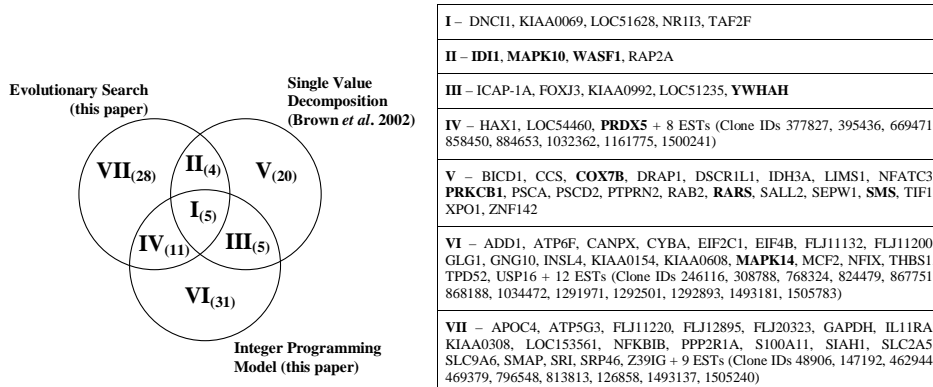 Evolutionary Search
(this paper)
Single Value
Decomposition
(Brown et al. 2002)
VII(28)
II(4)
V(20)
I(5)
IV(11)
III(5)
VI(31)
Integer Programming
Model (this paper)
I – DNCI1, KIAA0069, LOC51628, NR1I3, TAF2F
II – IDI1, MAPK10, WASF1, RAP2A
III – ICAP-1A, FOXJ3, KIAA0992, LOC51235, YWHAH
IV – HAX1, LOC54460, PRDX5 + 8 ESTs (Clone IDs 377827, 395436, 669471
858450, 884653, 1032362, 1161775, 1500241)
V – BICD1, CCS, COX7B, DRAP1, DSCR1L1, IDH3A, LIMS1, NFATC3
PRKCB1, PSCA, PSCD2, PTPRN2, RAB2, RARS, SALL2, SEPW1, SMS, TIF1
XPO1, ZNF142
VI – ADD1, ATP6F, CANPX, CYBA, EIF2C1, EIF4B, FLJ11132, FLJ11200
GLG1, GNG10, INSL4, KIAA0154, KIAA0608, MAPK14, MCF2, NFIX, THBS1
TPD52, USP16 + 12 ESTs (Clone IDs 246116, 308788, 768324, 824479, 867751
868188, 1034472, 1291971, 1292501, 1292893, 1493181, 1505783)
VII – APOC4, ATP5G3, FLJ11220, FLJ12895, FLJ20323, GAPDH, IL11RA
KIAA0308, LOC153561, NFKBIB, PPP2R1A, S100A11, SIAH1, SLC2A5
SLC9A6, SMAP, SRI, SRP46, Z39IG + 9 ESTs (Clone IDs 48906, 147192, 462944
469379, 796548, 813813, 126858, 1493137, 1505240)